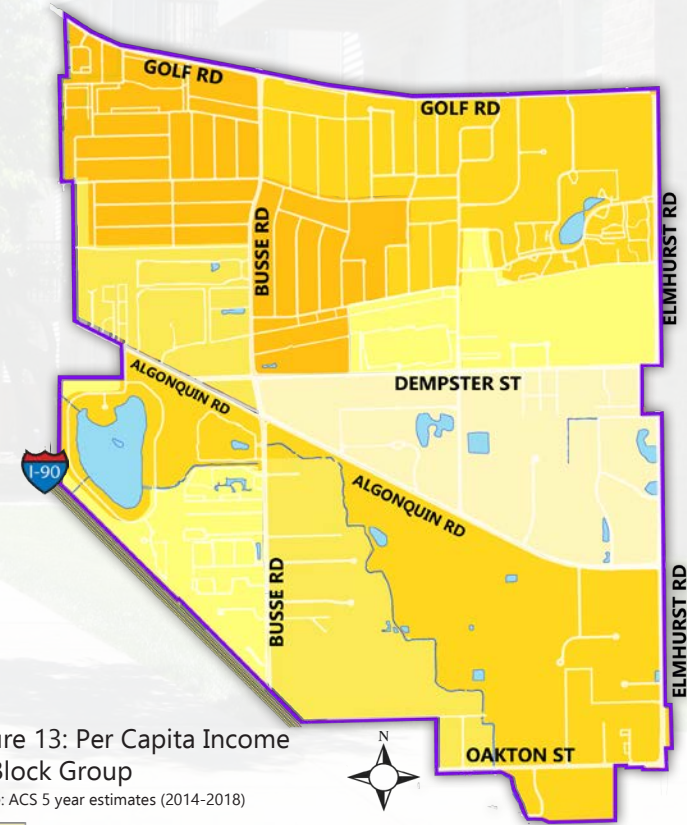 GOLF RD
GOLF RD
BUSSE RD
ELMHURST RD
ALGONQUIN RD
DEMPSTER ST
I-90
ALGONQUIN RD
BUSSE RD
ELMHURST RD
13: Per Capita Income
Block Group
: ACS 5 year estimates (2014-2018)
N
OAKTON ST